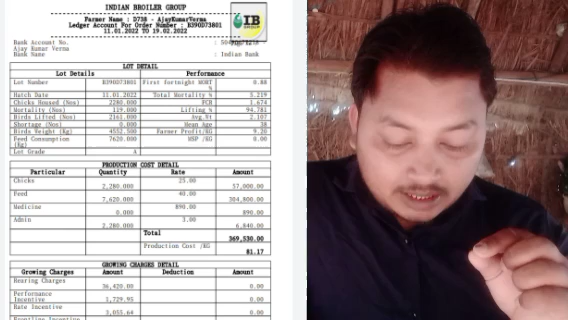 INDIAN BROILER GROUP
Farmer Name : D738 - AjayKumarVerma
Ledger Account For Order Number : B390D73801
11.01.2022 TO 19.02.2022
IB
Bank Account No. :
Ajay Kumar Verma
Bank Name : Indian Bank
LOT DETAIL
Lot Details Performance
Lot Number B390D73801 First fortnight MORT % 0.88
Hatch Date 11.01.2022 Total Mortality % 5.219
Chicks Housed (Nos) 2280.000 FCR 1.674
Mortality (Nos) 119.000 Lifting % 94.781
Birds Lifted (Nos) 2161.000 Avg.Wt 2.107
Shortage (Nos) 0.000 Mean Age 38
Birds Weight (Kg) 4552.500 Farmer Profit/KG 9.20
Feed Consumption (Kg) 7620.000 MSP /KG 0.00
Lot Grade A
PRODUCTION COST DETAIL
Particular Quantity Rate Amount
Chicks 2,280.000 25.00 57,000.00
Feed 7,620.000 40.00 304,800.00
Medicine 0.000 890.00 890.00
Admin 2,280.000 3.00 6,840.00
Total 369,530.00
Production Cost /KG 81.17
GROWING CHARGES DETAIL
Growing Charges Amount Deduction Amount
Rearing Charges 36,420.00 0.00
Performance Incentive 1,729.95 0.00
Rate Incentive 3,055.64 0.00